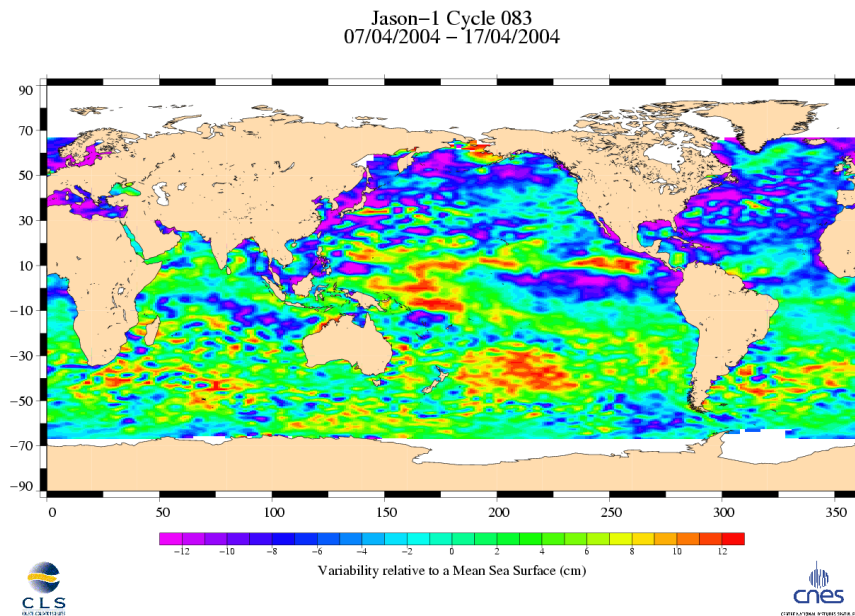 Jason−1 Cycle 083
07/04/2004 − 17/04/2004
90
70
50
30
10
−10
−30
−50
−70
−90
0 50 100 150 200 250 300 350
−12 −10 −8 −6 −4 −2 0 2 4 6 8 10 12
Variability relative to a Mean Sea Surface (cm)
CLS
cnes